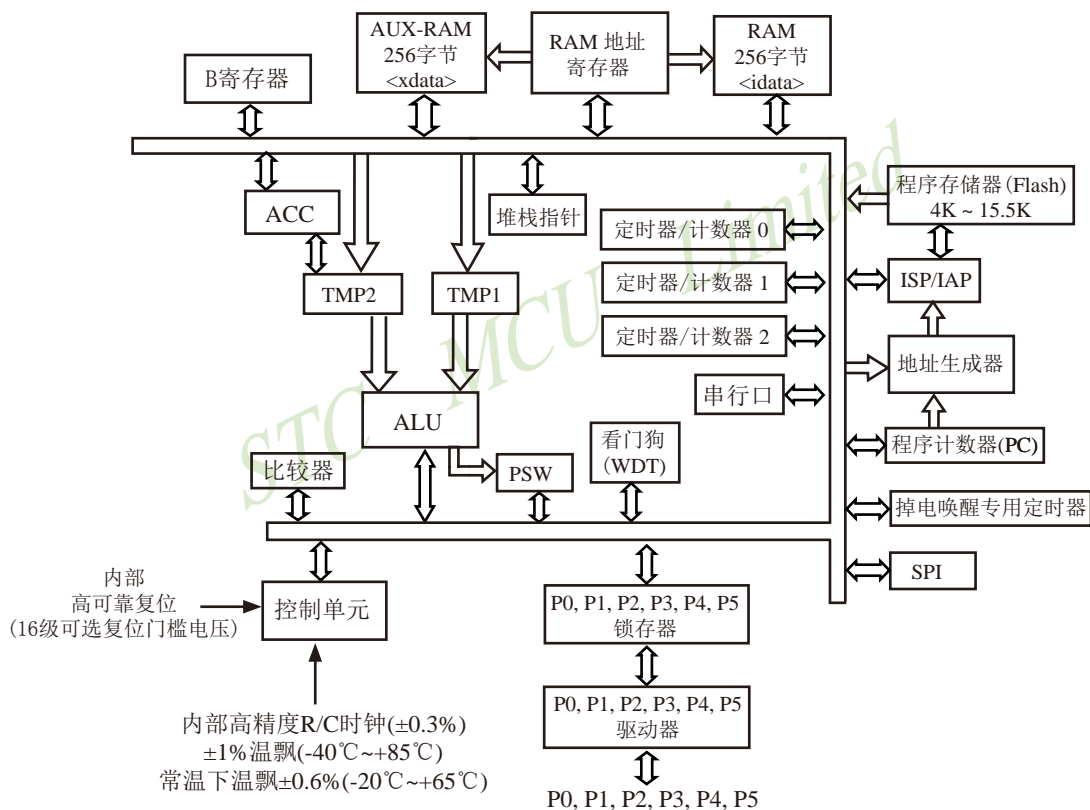 AUX-RAM
256字节
<xdata>
RAM 地址
寄存器
RAM
256字节
<idata>
B寄存器
ACC
堆栈指针
程序存储器(Flash)
4K ~ 15.5K
定时器/计数器 0
TMP2
TMP1
定时器/计数器 1
ISP/IAP
定时器/计数器 2
地址生成器
串行口
ALU
看门狗
(WDT)
程序计数器(PC)
比较器
PSW
掉电唤醒专用定时器
SPI
内部
高可靠复位
(16级可选复位门槛电压)
控制单元
P0, P1, P2, P3, P4, P5
锁存器
内部高精度R/C时钟(±0.3%)
±1%温飘(-40℃~+85℃)
常温下温飘±0.6%(-20℃~+65℃)
P0, P1, P2, P3, P4, P5
驱动器
P0, P1, P2, P3, P4, P5
STC MCU Limited